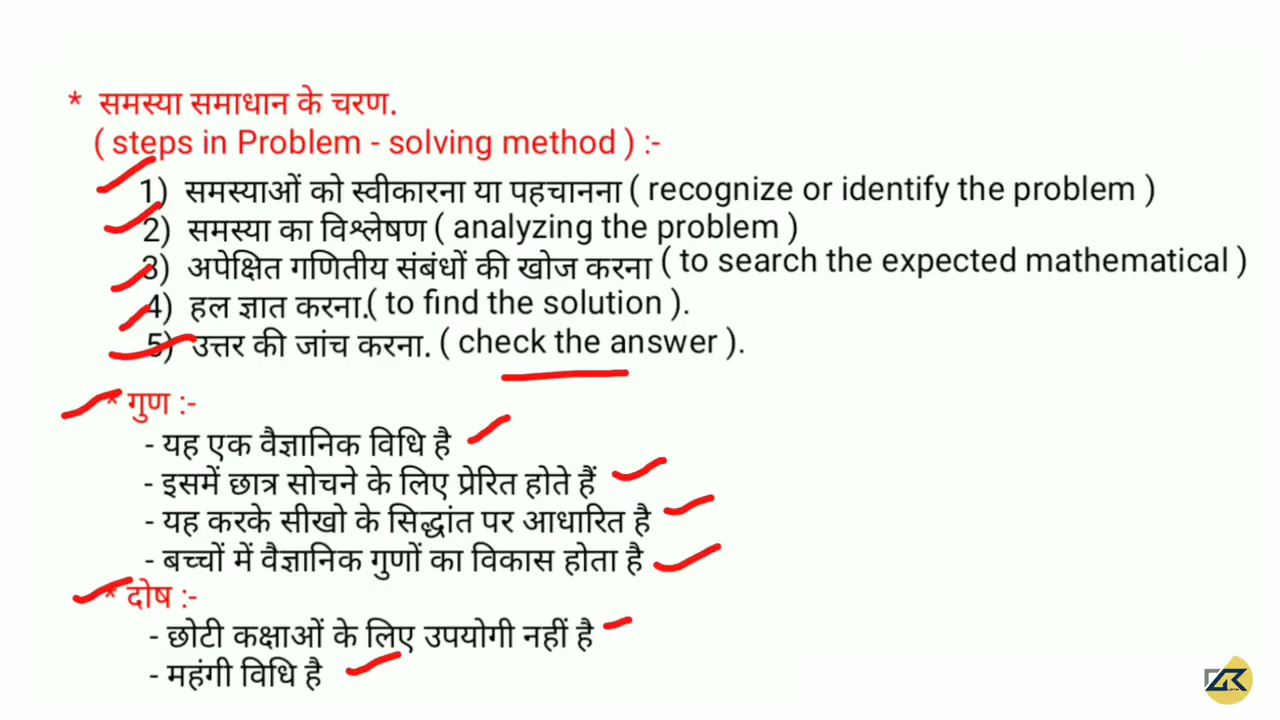 * समस्या समाधान के चरण.
( steps in Problem - solving method ) :-
1) समस्याओं को स्वीकारना या पहचानना ( recognize or identify the problem )
2) समस्या का विश्लेषण ( analyzing the problem )
3) अपेक्षित गणितीय संबंधों की खोज करना ( to search the expected mathematical )
4) हल ज्ञात करना.( to find the solution ).
5) उत्तर की जांच करना. ( check the answer ).
* गुण :-
- यह एक वैज्ञानिक विधि है
- इसमें छात्र सोचने के लिए प्रेरित होते हैं
- यह करके सीखो के सिद्धांत पर आधारित है
- बच्चों में वैज्ञानिक गुणों का विकास होता है
* दोष :-
- छोटी कक्षाओं के लिए उपयोगी नहीं है
- महंगी विधि है